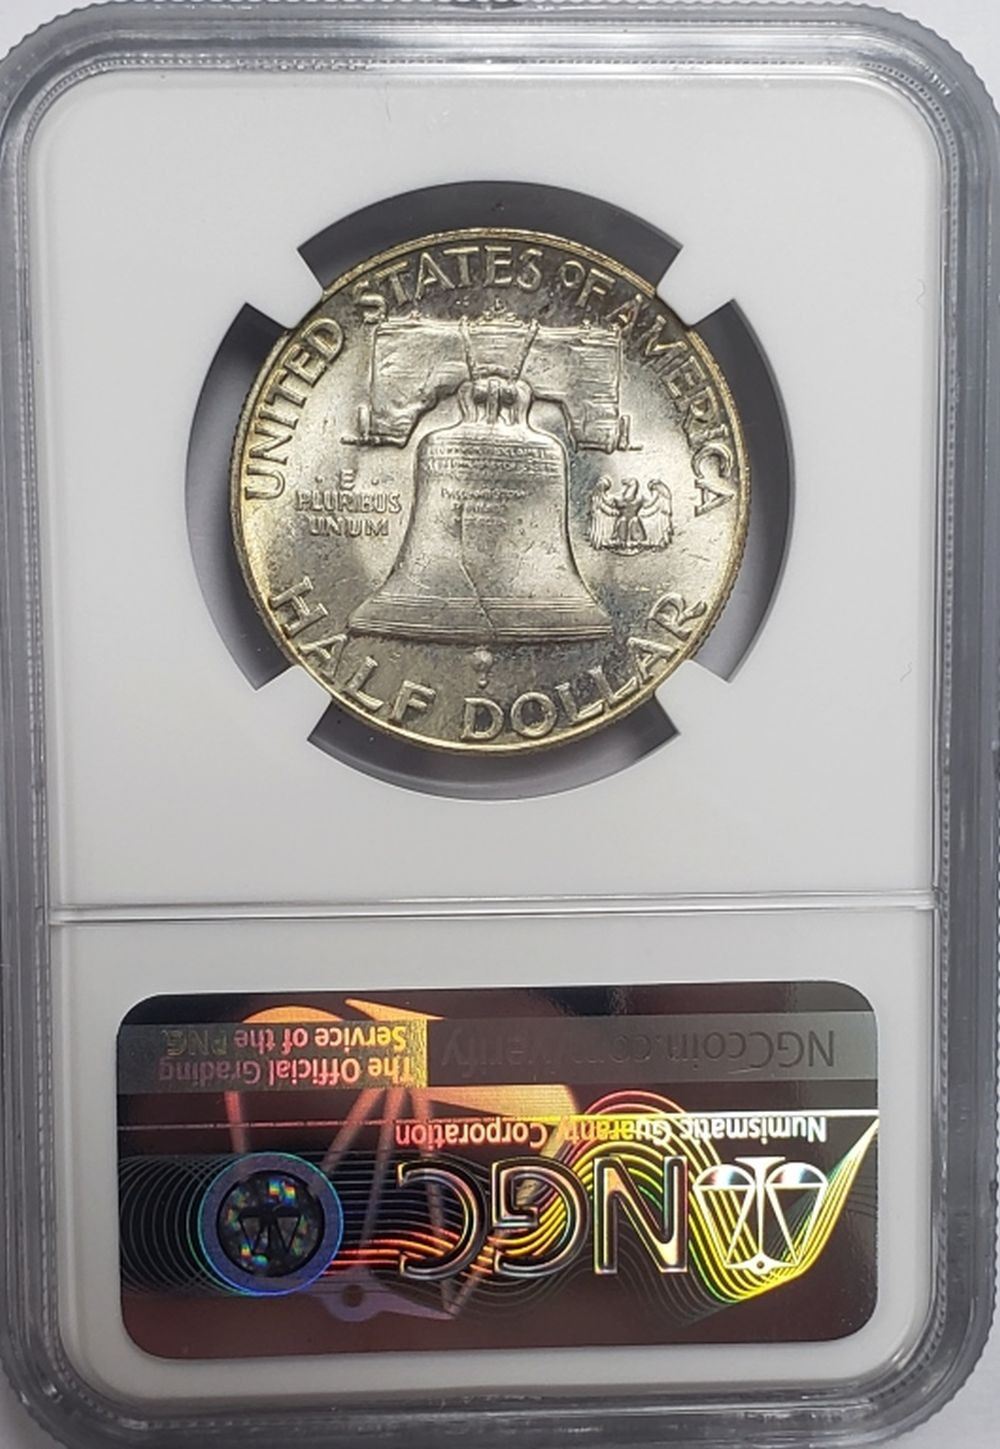 UNITED STATES OF AMERICA
E
PLURIBUS
UNUM
HALF DOLLAR
NGC
Numismatic Guaranty Corporation
The Official Grading
Service of the PNG
NGCcoin.com/verify